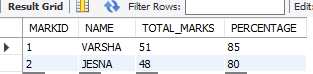 Result Grid Filter Rows: Edit:
MARKID NAME TOTAL_MARKS PERCENTAGE
1 VARSHA 51 85
2 JESNA 48 80